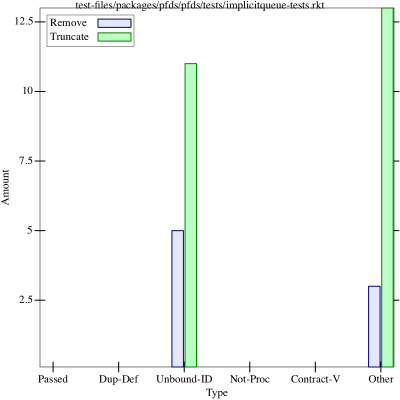 test-files/packages/pfds/pfds/tests/implicitqueue-tests.rkt
Remove
Truncate
12.5
10
7.5
5
2.5
Amount
Passed Dup-Def Unbound-ID Not-Proc Contract-V Other
Type